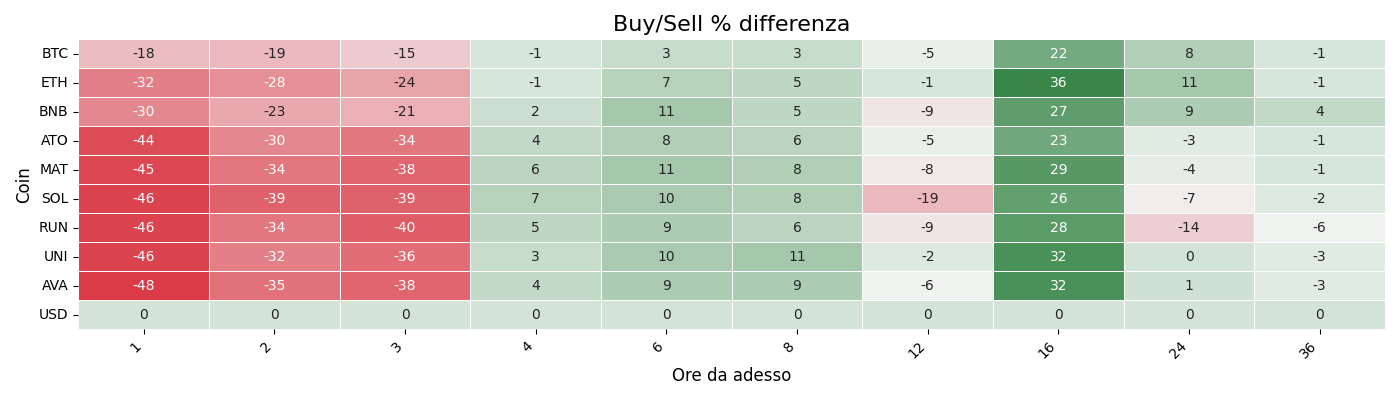 Buy/Sell % differenza
Coin
BTC -18 -19 -15 -1 3 3 -5 22 8 -1
ETH -32 -28 -24 -1 7 5 -1 36 11 -1
BNB -30 -23 -21 2 11 5 -9 27 9 4
ATO -44 -30 -34 4 8 6 -5 23 -3 -1
MAT -45 -34 -38 6 11 8 -8 29 -4 -1
SOL -46 -39 -39 7 10 8 -19 26 -7 -2
RUN -46 -34 -40 5 9 6 -9 28 -14 -6
UNI -46 -32 -36 3 10 11 -2 32 0 -3
AVA -48 -35 -38 4 9 9 -6 32 1 -3
USD 0 0 0 0 0 0 0 0 0 0
1 2 3 4 6 8 12 16 24 36
Ore da adesso